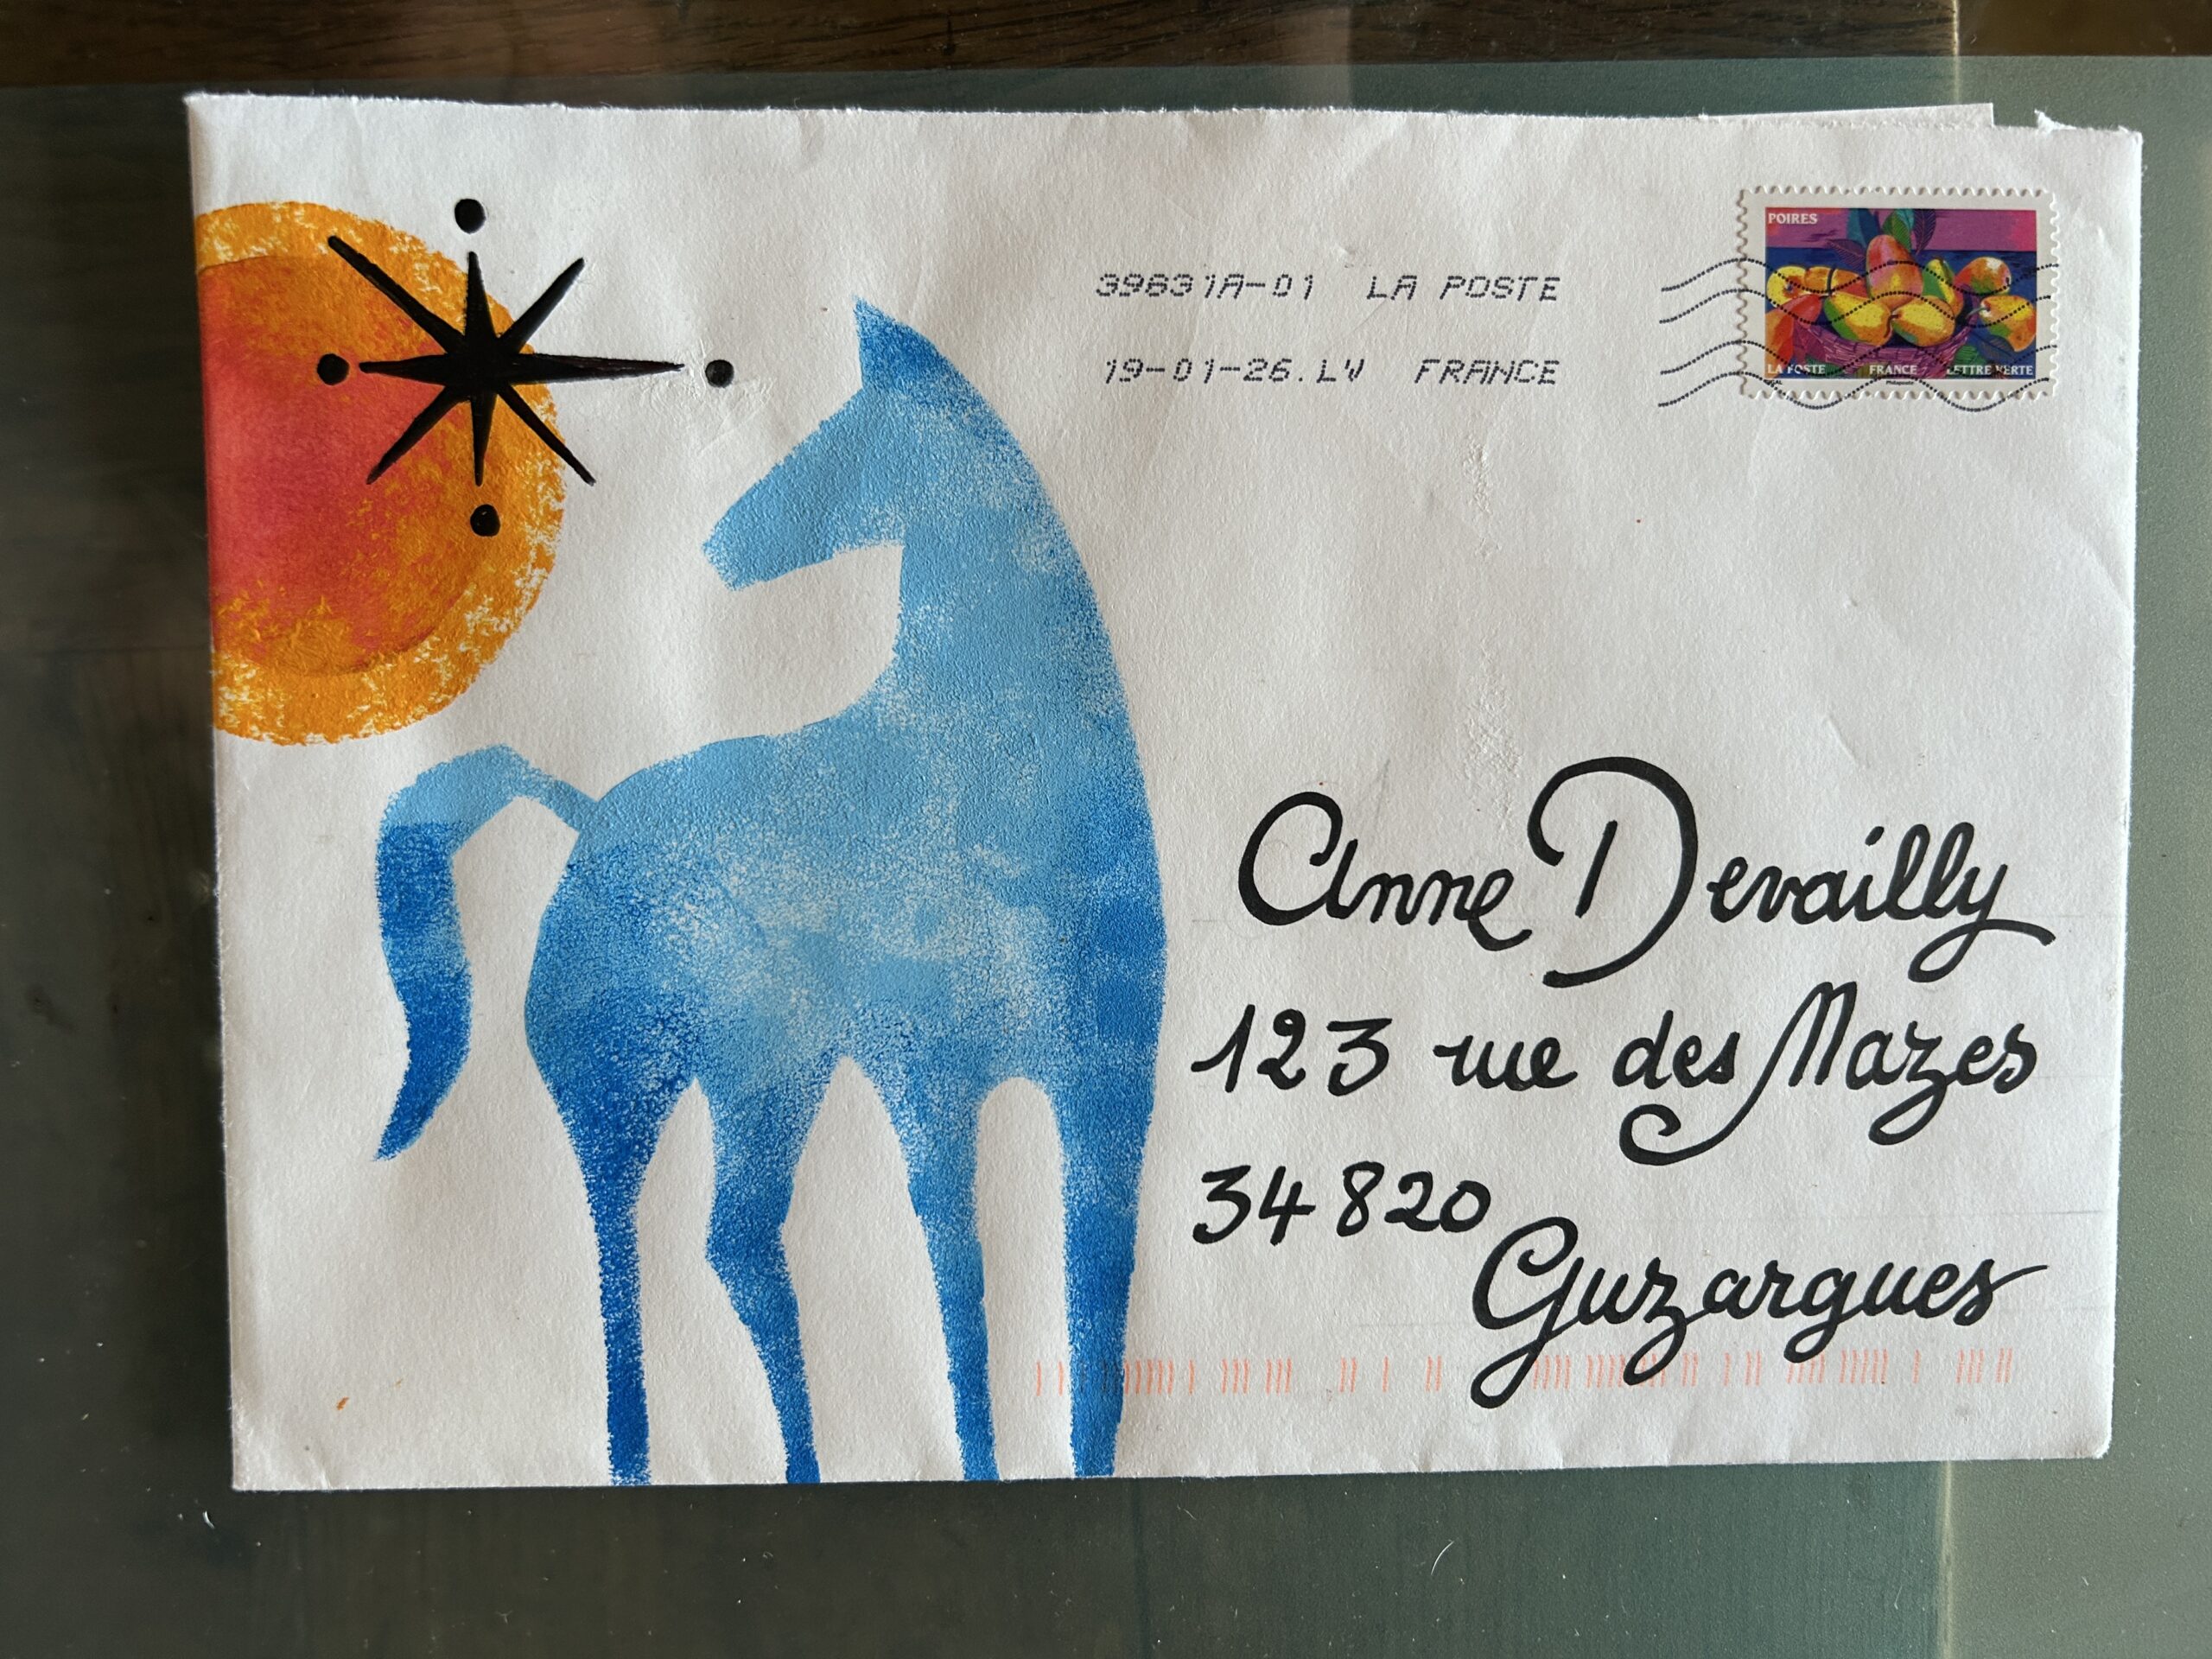 39631A-01 LA POSTE
19-01-26.LV FRANCE
POIRES
LA POSTE FRANCE LETTRE VERTE
Anne Devailly
123 rue des Mazes
34820
Guzargues